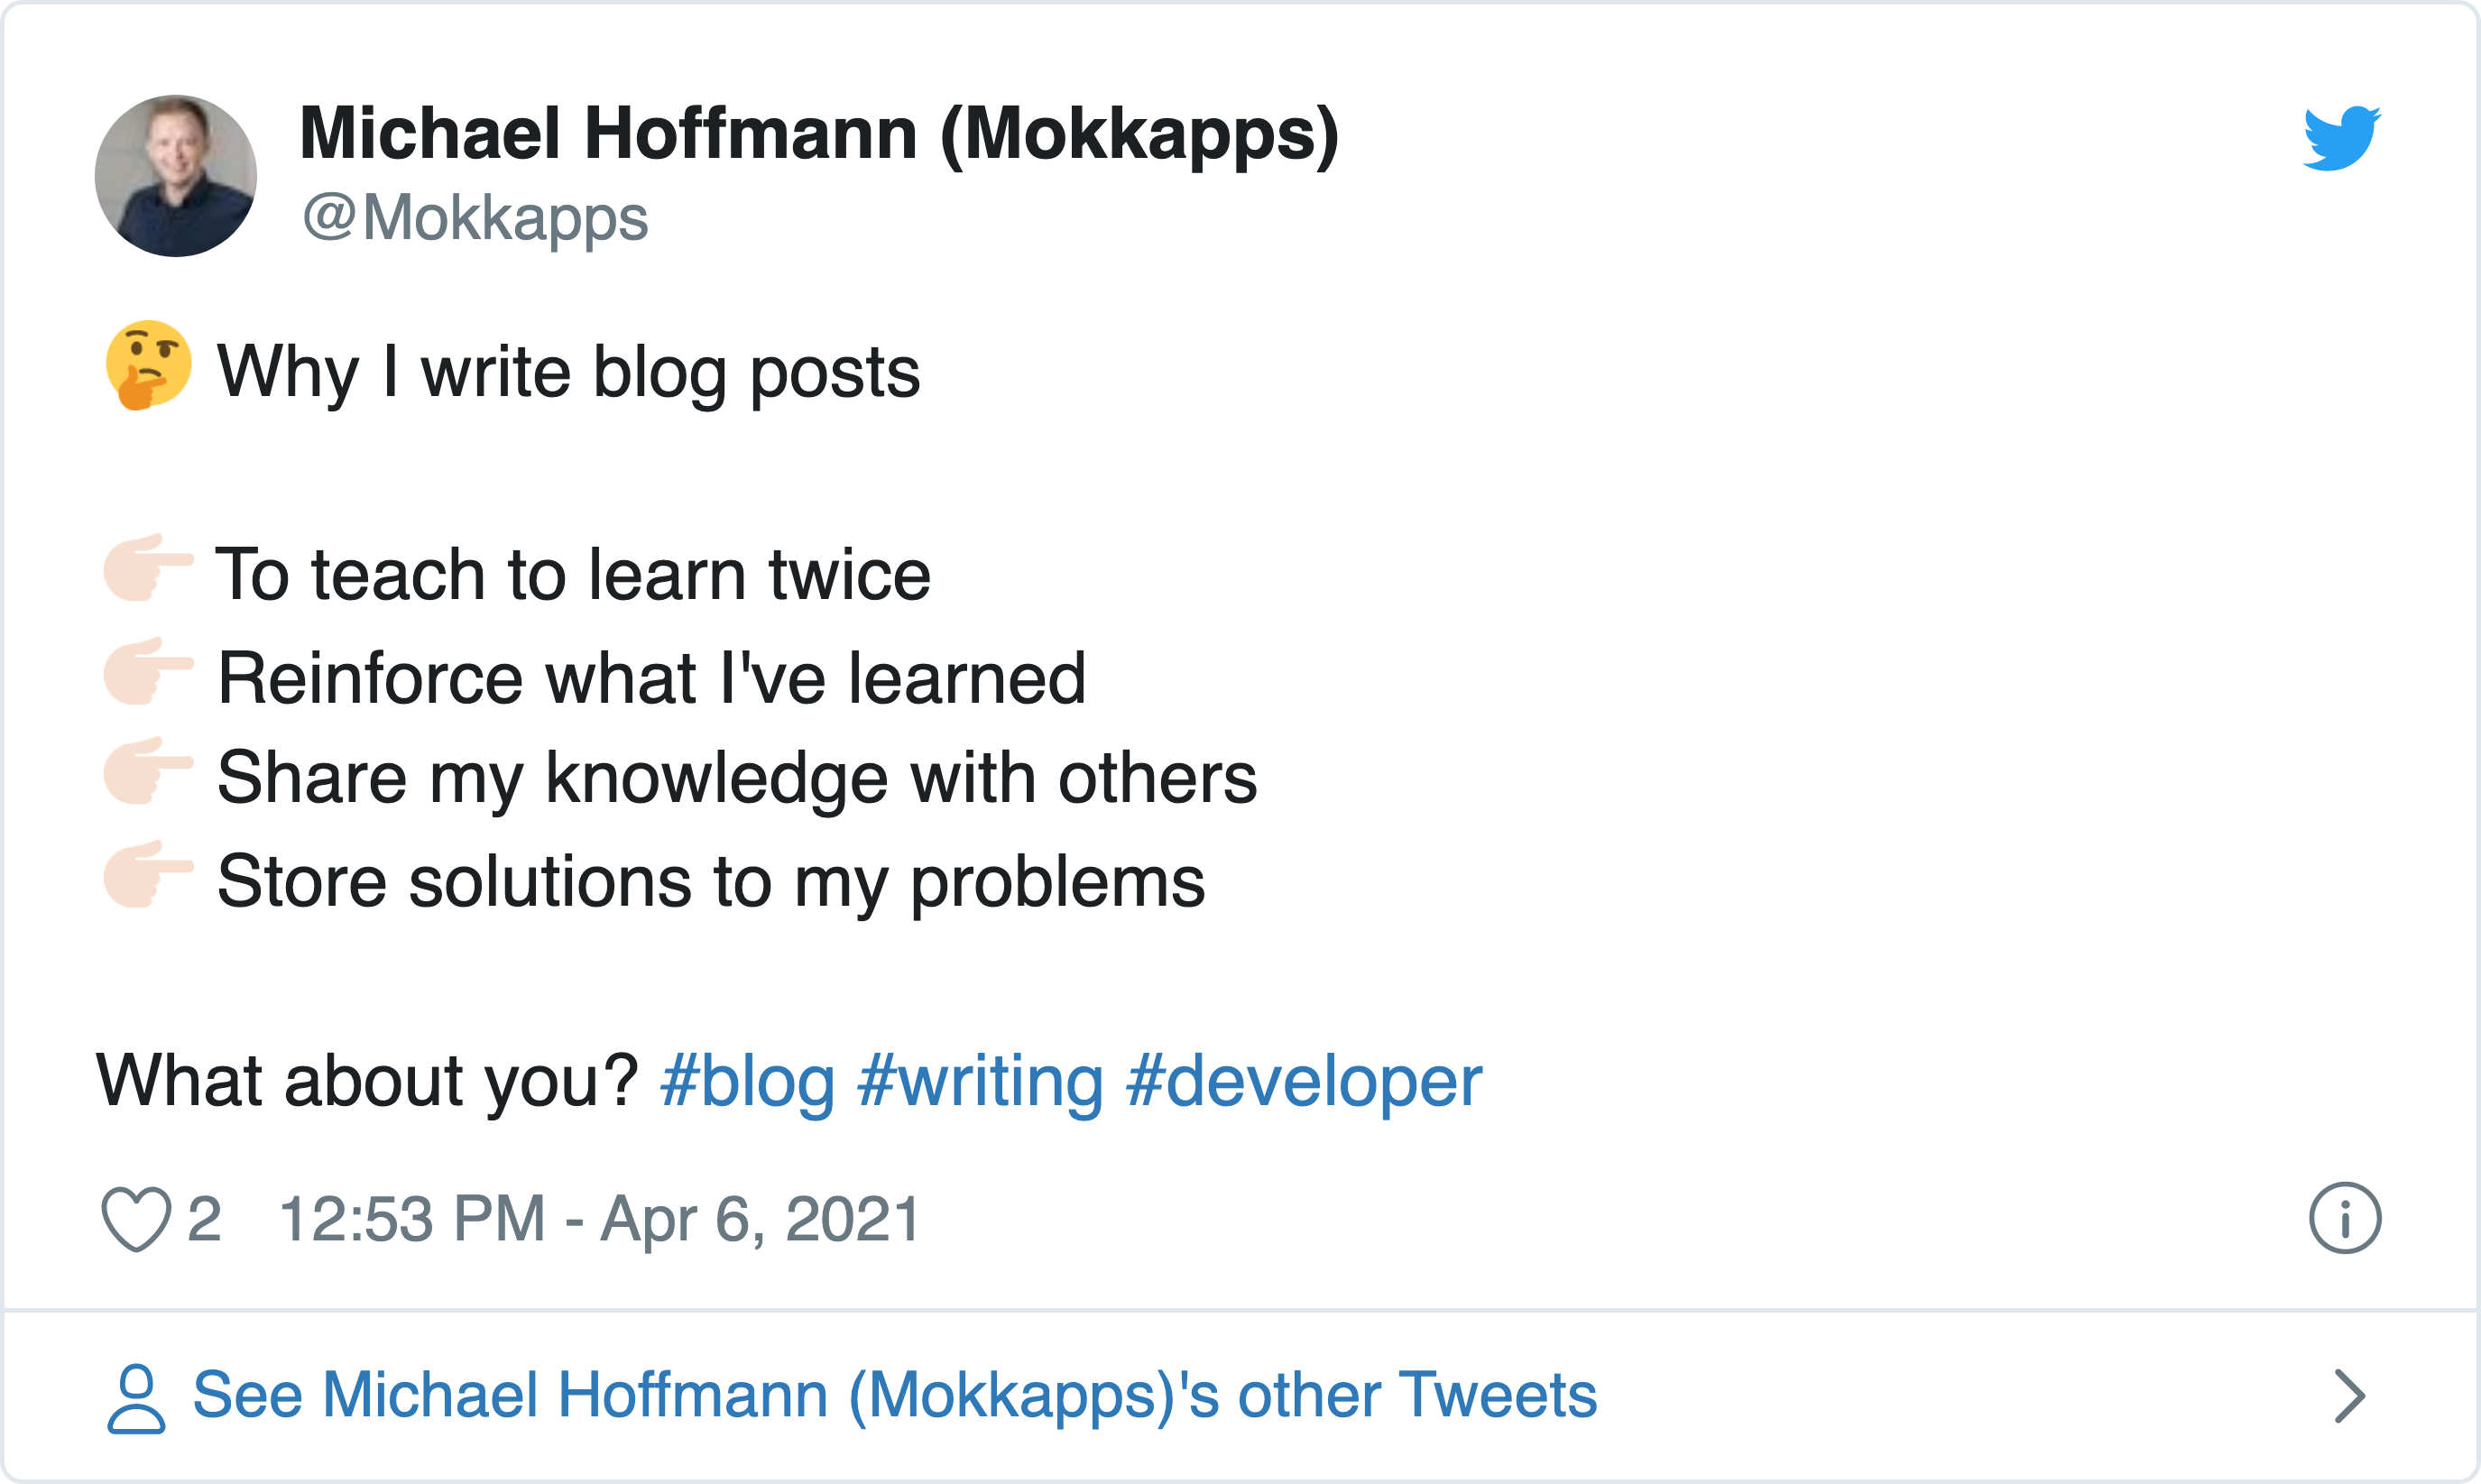 Michael Hoffmann (Mokkapps)
@Mokkapps
🤔 Why I write blog posts
👉🏻 To teach to learn twice
👉🏻 Reinforce what I've learned
👉🏻 Share my knowledge with others
👉🏻 Store solutions to my problems
What about you? #blog #writing #developer
2 12:53 PM - Apr 6, 2021
See Michael Hoffmann (Mokkapps)'s other Tweets